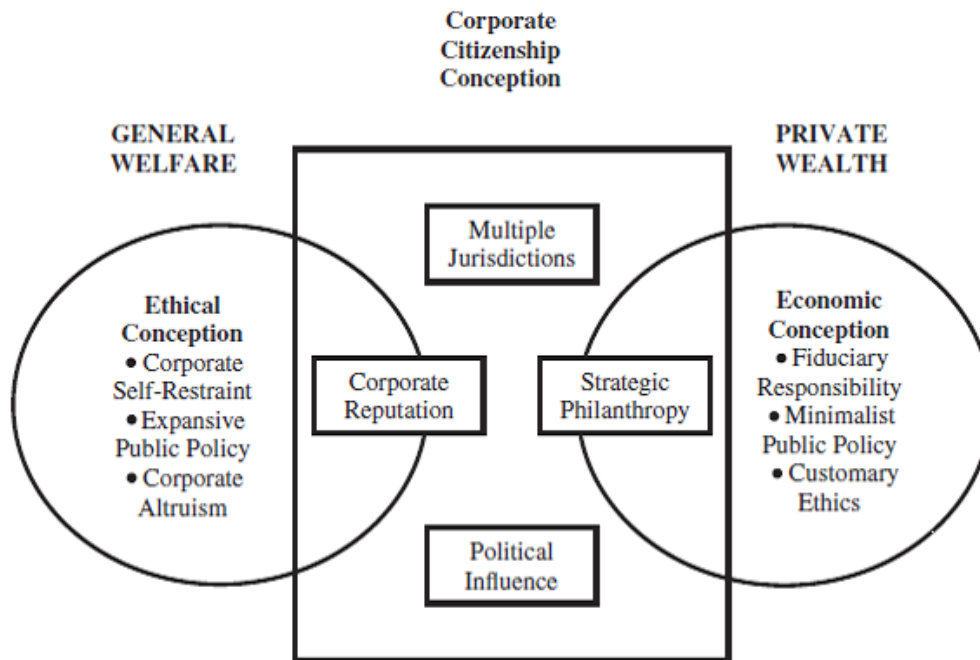 Corporate
Citizenship
Conception
GENERAL
WELFARE
PRIVATE
WEALTH
Multiple
Jurisdictions
Ethical
Conception
● Corporate
Self-Restraint
● Expansive
Public Policy
● Corporate
Altruism
Corporate
Reputation
Strategic
Philanthropy
Economic
Conception
● Fiduciary
Responsibility
● Minimalist
Public Policy
● Customary
Ethics
Political
Influence